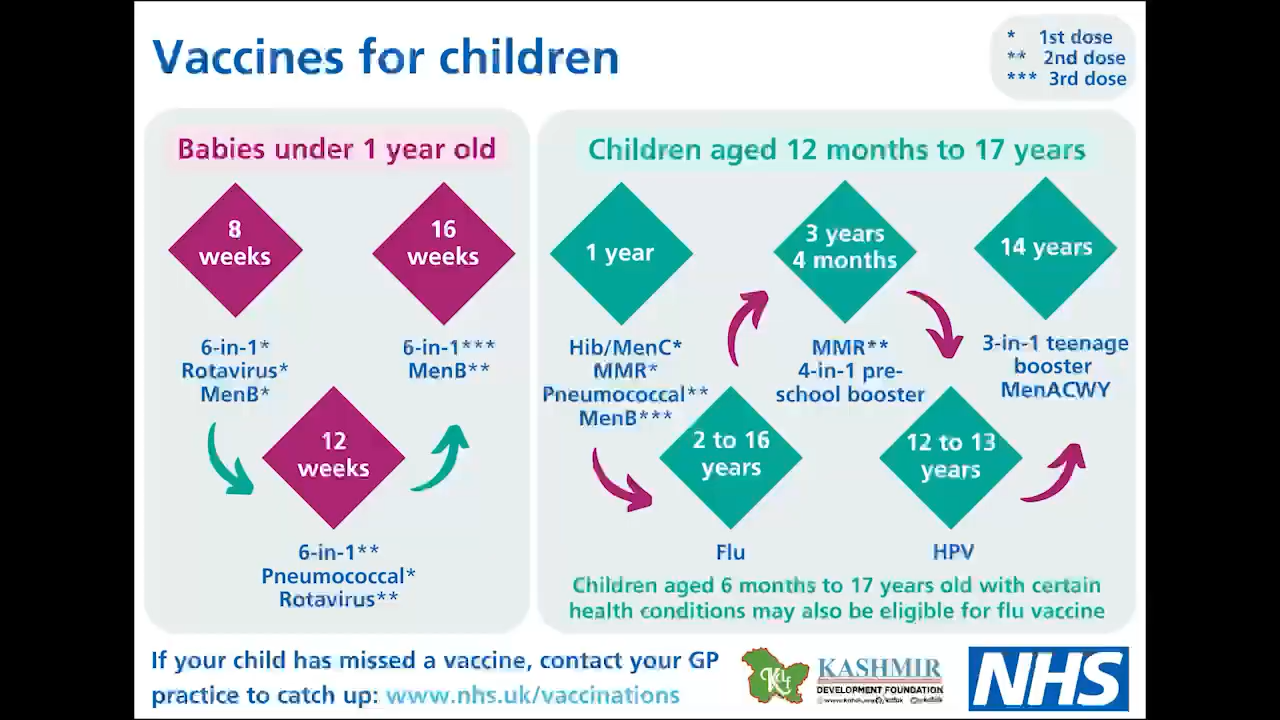 Vaccines for children
* 1st dose
** 2nd dose
*** 3rd dose
Babies under 1 year old
8
weeks
6-in-1*
Rotavirus*
MenB*
12
weeks
6-in-1**
Pneumococcal*
Rotavirus**
16
weeks
6-in-1***
MenB**
Children aged 12 months to 17 years
1 year
Hib/MenC*
MMR*
Pneumococcal**
MenB***
2 to 16
years
Flu
3 years
4 months
MMR**
4-in-1 pre-
school booster
12 to 13
years
HPV
14 years
3-in-1 teenage
booster
MenACWY
Children aged 6 months to 17 years old with certain
health conditions may also be eligible for flu vaccine
If your child has missed a vaccine, contact your GP
practice to catch up: www.nhs.uk/vaccinations
KASHMIR
DEVELOPMENT FOUNDATION
NHS